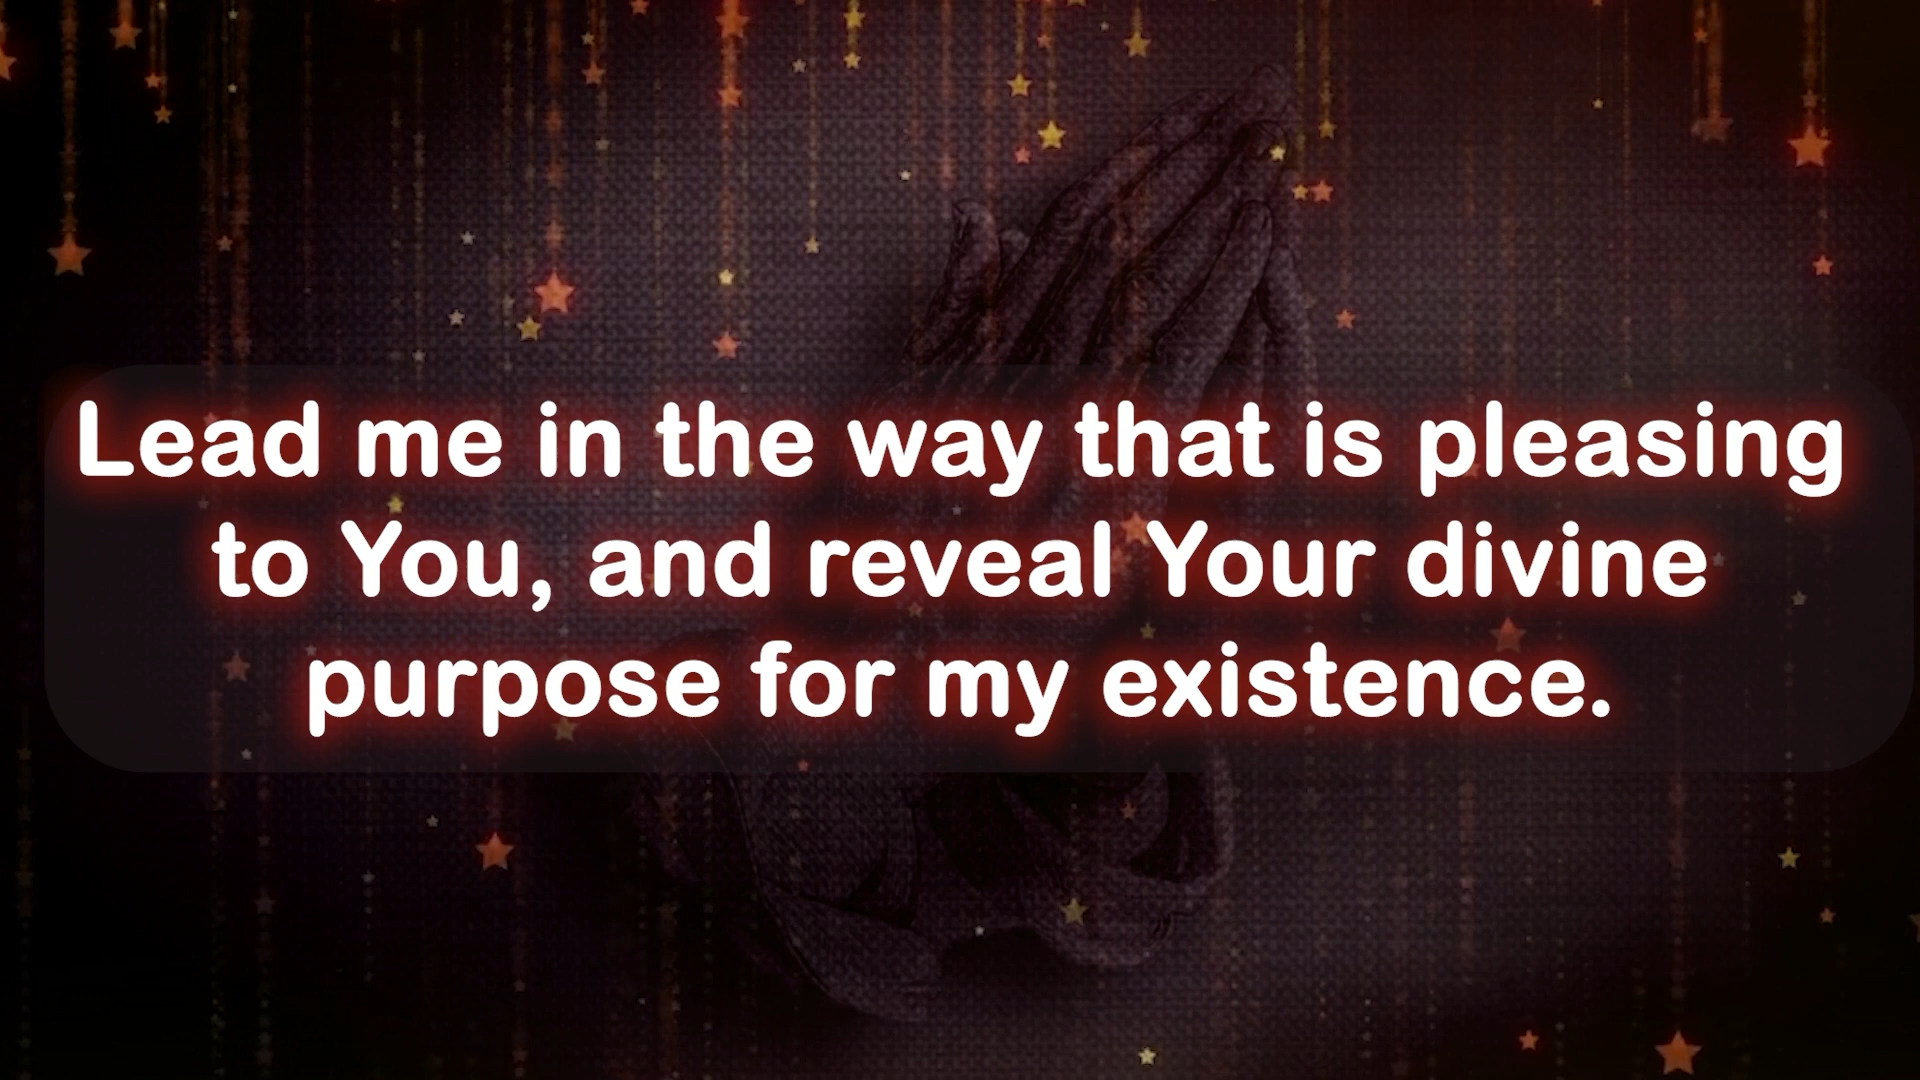 Lead me in the way that is pleasing
to You, and reveal Your divine
purpose for my existence.